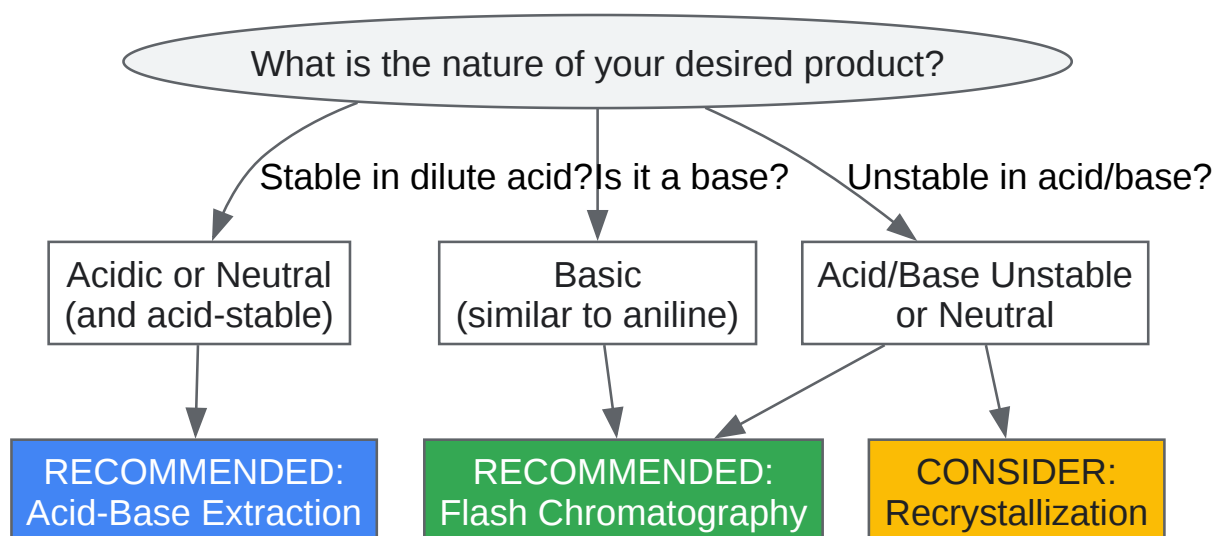 What is the nature of your desired product?
Stable in dilute acid?
Is it a base?
Unstable in acid/base?
Acidic or Neutral
(and acid-stable)
Basic
(similar to aniline)
Acid/Base Unstable
or Neutral
RECOMMENDED:
Acid-Base Extraction
RECOMMENDED:
Flash Chromatography
CONSIDER:
Recrystallization